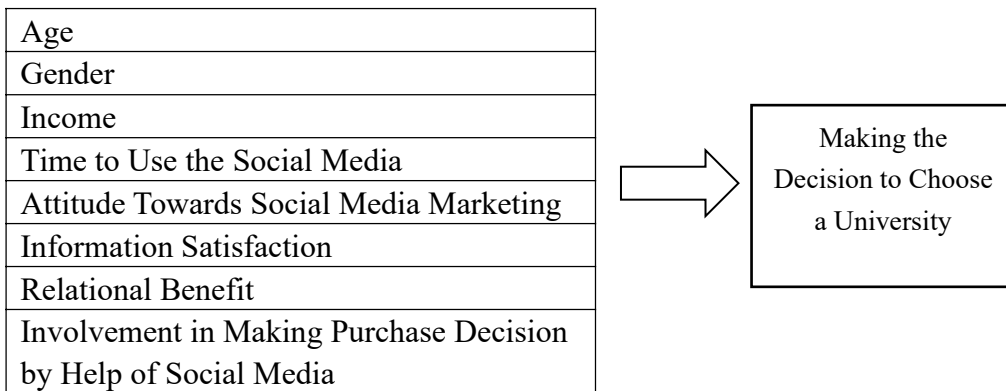 Age
Gender
Income
Time to Use the Social Media
Attitude Towards Social Media Marketing
Information Satisfaction
Relational Benefit
Involvement in Making Purchase Decision
by Help of Social Media
Making the
Decision to Choose
a University